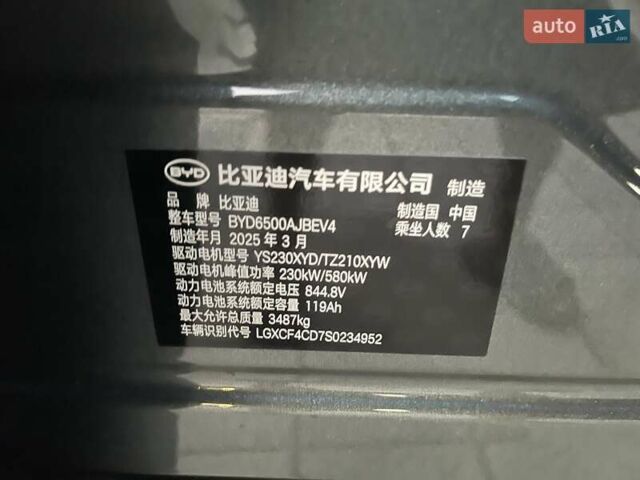 auto RIA.com
BYD 比亚迪汽车有限公司 制造
品 牌 比亚迪 制造国 中国
整车型号 BYD6500AJBEV4 乘坐人数 7
制造年月 2025 年 3 月
驱动电机型号 YS230XYD/TZ210XYW
驱动电机峰值功率 230kW/580kW
动力电池系统额定电压 844.8V
动力电池系统额定容量 119Ah
最大允许总质量 3487kg
车辆识别代号 LGXCF4CD7S0234952